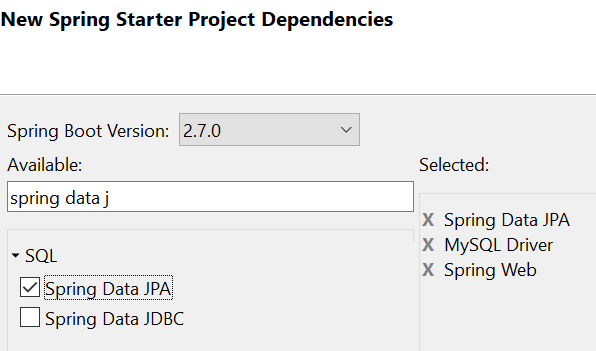 New Spring Starter Project Dependencies
Spring Boot Version: 2.7.0
Available:
Selected:
spring data j
X Spring Data JPA
X MySQL Driver
X Spring Web
SQL
Spring Data JPA
Spring Data JDBC